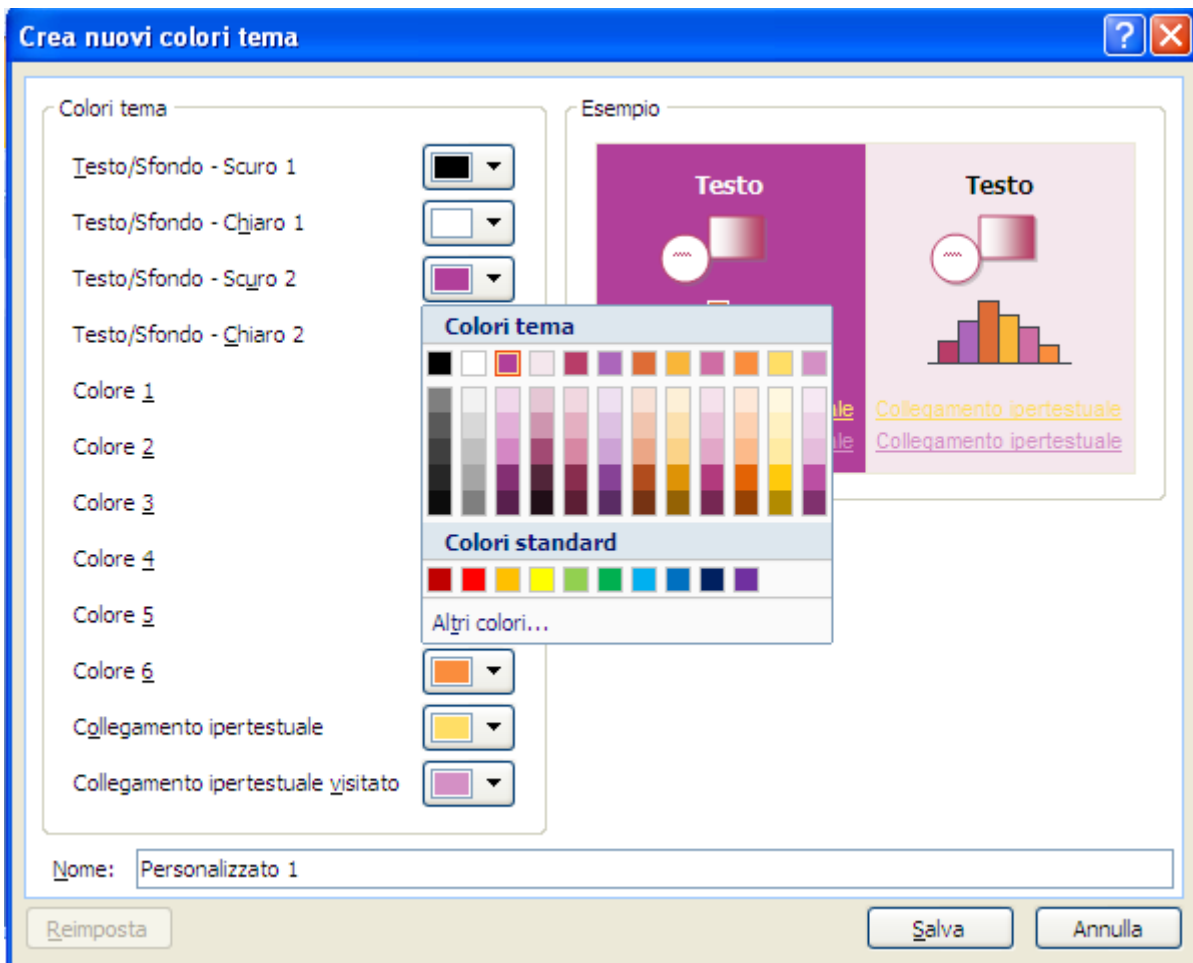 Crea nuovi colori tema
Colori tema
Testo/Sfondo - Scuro 1
Testo/Sfondo - Chiaro 1
Testo/Sfondo - Scuro 2
Testo/Sfondo - Chiaro 2
Colore 1
Colore 2
Colore 3
Colore 4
Colore 5
Colore 6
Collegamento ipertestuale
Collegamento ipertestuale visitato
Colori tema
Colori standard
Altri colori...
Esempio
Testo
Testo
le
le
Collegamento ipertestuale
Collegamento ipertestuale
Nome: Personalizzato 1
Reimposta
Salva
Annulla